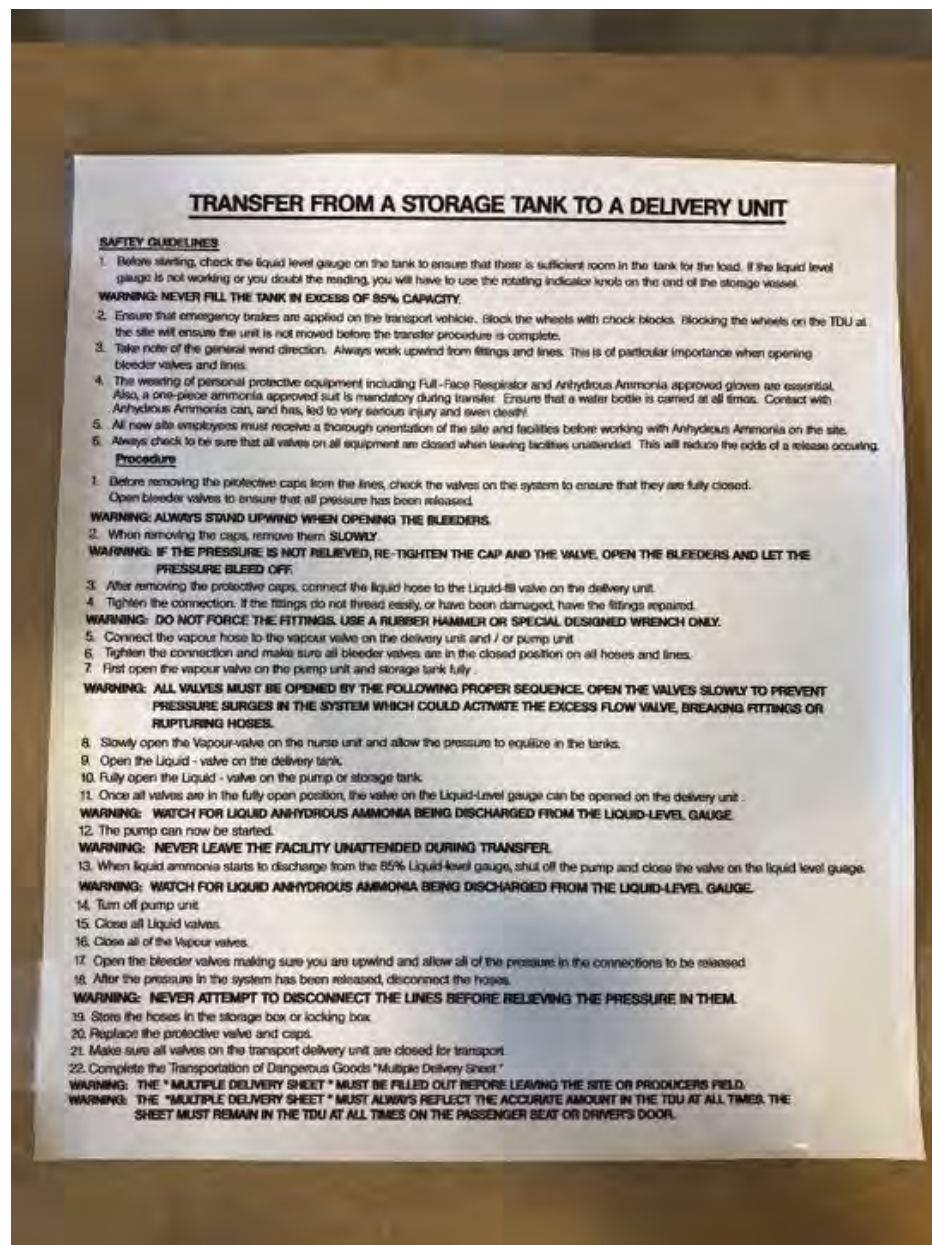 TRANSFER FROM A STORAGE TANK TO A DELIVERY UNIT
SAFTEY GUIDELINES
1. Before starting, check the liquid level gauge on the tank to ensure that there is sufficient room in the tank for the load. If the liquid level
gauge is not working or you doubt the reading, you will have to use the rotating indicator knob on the end of the storage vessel.
WARNING: NEVER FILL THE TANK IN EXCESS OF 85% CAPACITY.
2. Ensure that emergency brakes are applied on the transport vehicle. Block the wheels with chock blocks. Blocking the wheels on the TDU at
the site will ensure the unit is not moved before the transfer procedure is complete.
3. Take note of the general wind direction. Always work upwind from fittings and lines. This is of particular importance when opening
bleeder valves and lines.
4. The wearing of personal protective equipment including Full-Face Respirator and Anhydrous Ammonia approved gloves are essential.
Also, a one-piece ammonia approved suit is mandatory during transfer. Ensure that a water bottle is carried at all times. Contact with
Anhydrous Ammonia can, and has, led to very serious injury and even death!
5. All new site employees must receive a thorough orientation of the site and facilities before working with Anhydrous Ammonia on the site.
6. Always check to be sure that all valves on all equipment are closed when leaving facilities unattended. This will reduce the odds of a release occuring.
Procedure
1. Before removing the protective caps from the lines, check the valves on the system to ensure that they are fully closed.
Open bleeder valves to ensure that all pressure has been released.
WARNING: ALWAYS STAND UPWIND WHEN OPENING THE BLEEDERS.
2. When removing the caps, remove them SLOWLY.
WARNING: IF THE PRESSURE IS NOT RELIEVED, RE-TIGHTEN THE CAP AND THE VALVE. OPEN THE BLEEDERS AND LET THE
PRESSURE BLEED OFF.
3. After removing the protective caps, connect the liquid hose to the Liquid-fill valve on the delivery unit.
4. Tighten the connection. If the fittings do not thread easily, or have been damaged, have the fittings repaired.
WARNING: DO NOT FORCE THE FITTINGS. USE A RUBBER HAMMER OR SPECIAL DESIGNED WRENCH ONLY.
5. Connect the vapour hose to the vapour valve on the delivery unit and / or pump unit
6. Tighten the connection and make sure all bleeder valves are in the closed position on all hoses and lines.
7. First open the vapour valve on the pump unit and storage tank fully .
WARNING: ALL VALVES MUST BE OPENED BY THE FOLLOWING PROPER SEQUENCE. OPEN THE VALVES SLOWLY TO PREVENT
PRESSURE SURGES IN THE SYSTEM WHICH COULD ACTIVATE THE EXCESS FLOW VALVE, BREAKING FITTINGS OR
RUPTURING HOSES.
8. Slowly open the Vapour-valve on the nurse unit and allow the pressure to equilize in the tanks.
9. Open the Liquid - valve on the delivery tank.
10. Fully open the Liquid - valve on the pump or storage tank.
11. Once all valves are in the fully open position, the valve on the Liquid-Level gauge can be opened on the delivery unit .
WARNING: WATCH FOR LIQUID ANHYDROUS AMMONIA BEING DISCHARGED FROM THE LIQUID-LEVEL GAUGE.
12. The pump can now be started.
WARNING: NEVER LEAVE THE FACILITY UNATTENDED DURING TRANSFER.
13. When liquid ammonia starts to discharge from the 85% Liquid-level gauge, shut off the pump and close the valve on the liquid level guage.
WARNING: WATCH FOR LIQUID ANHYDROUS AMMONIA BEING DISCHARGED FROM THE LIQUID-LEVEL GAUGE.
14. Turn off pump unit
15. Close all Liquid valves.
16. Close all of the Vapour valves.
17. Open the bleeder valves making sure you are upwind and allow all of the pressure in the connections to be released
18. After the pressure in the system has been released, disconnect the hoses.
WARNING: NEVER ATTEMPT TO DISCONNECT THE LINES BEFORE RELIEVING THE PRESSURE IN THEM.
19. Store the hoses in the storage box or locking box
20. Replace the protective valve and caps.
21. Make sure all valves on the transport delivery unit are closed for transport
22. Complete the Transportation of Dangerous Goods "Multiple Delivery Sheet "
WARNING: THE " MULTIPLE DELIVERY SHEET " MUST BE FILLED OUT BEFORE LEAVING THE SITE OR PRODUCERS FIELD.
WARNING: THE "MULTIPLE DELIVERY SHEET " MUST ALWAYS REFLECT THE ACCURATE AMOUNT IN THE TDU AT ALL TIMES. THE
SHEET MUST REMAIN IN THE TDU AT ALL TIMES ON THE PASSENGER SEAT OR DRIVER'S DOOR.